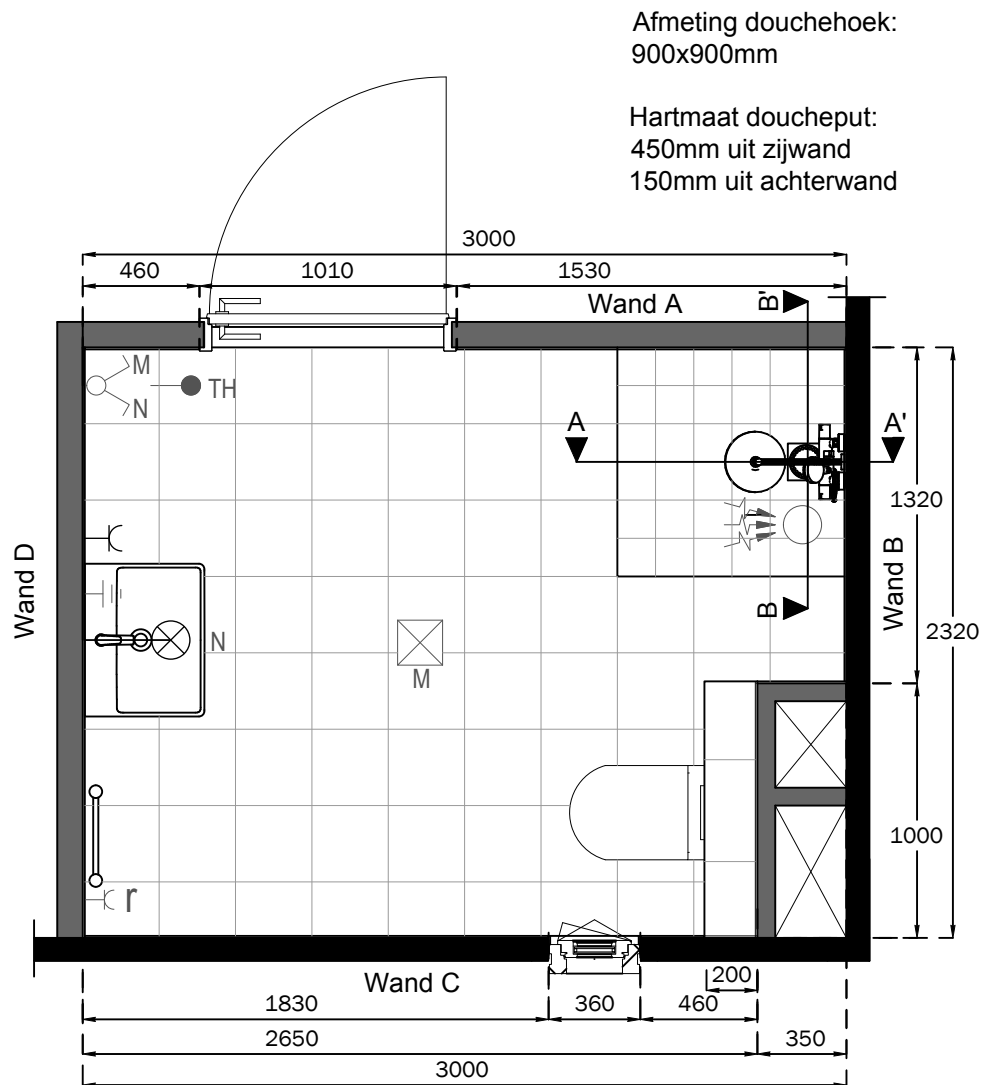 Afmeting douchehoek:
900x900mm
Hartmaat doucheput:
450mm uit zijwand
150mm uit achterwand
3000
460
1010
1530
Wand A
B'
M
N
TH
A
A'
1320
Wand D
Wand B
B
2320
N
M
1000
r
Wand C
200
1830
360
460
2650
350
3000